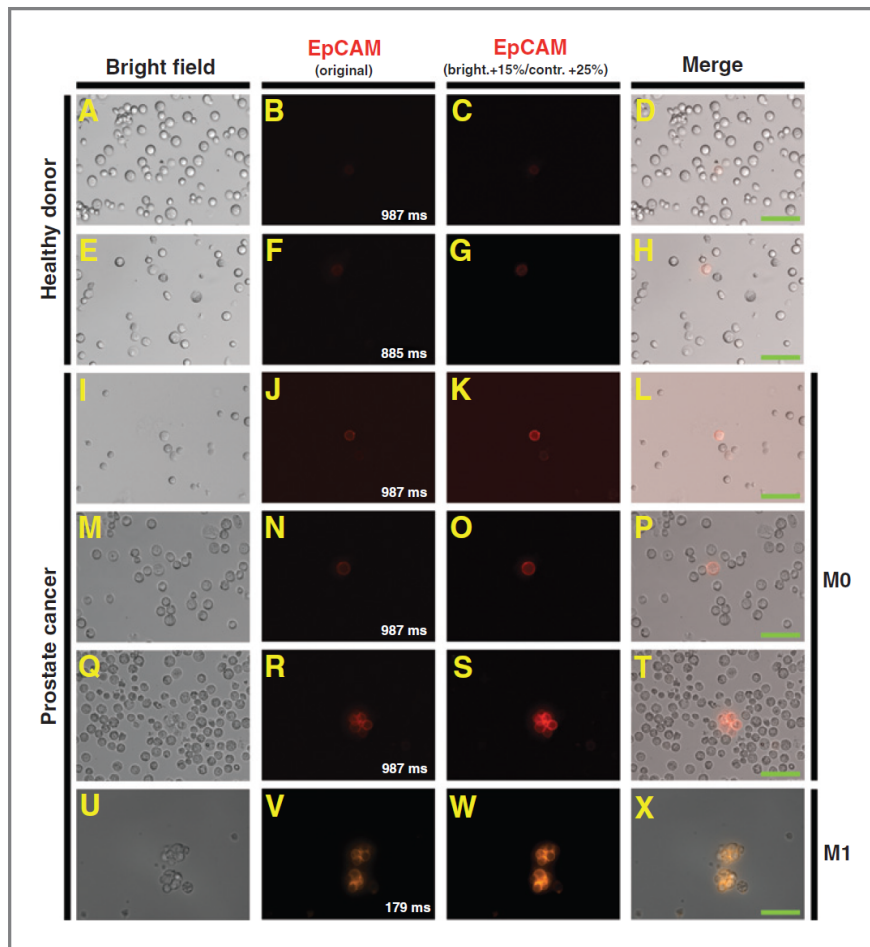 Bright field
EpCAM
(original)
EpCAM
(bright.+15%/contr. +25%)
Merge
Healthy donor
A
B
987 ms
C
D
E
F
885 ms
G
H
Prostate cancer
I
J
987 ms
K
L
M
N
987 ms
O
P
M0
Q
R
987 ms
S
T
U
V
179 ms
W
X
M1